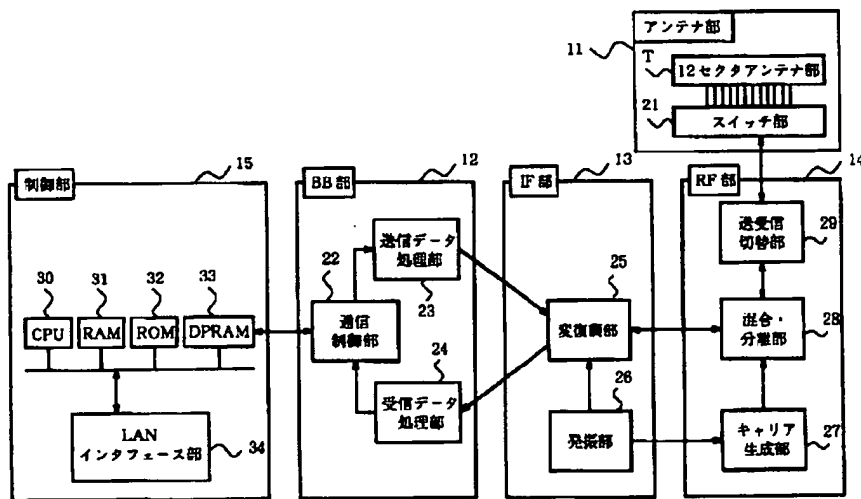 アンテナ部
11
T
12セクタアンテナ部
21
スイッチ部
15
制御部
12
BB部
13
IF部
14
RF部
送信データ
処理部
23
送受信
切替部
29
22
通信
制御部
25
変復調部
混合・
分離部
28
30
31
32
33
CPU
RAM
ROM
DPRAM
24
受信データ
処理部
26
発振部
キャリア
生成部
27
LAN
インタフェース部
34